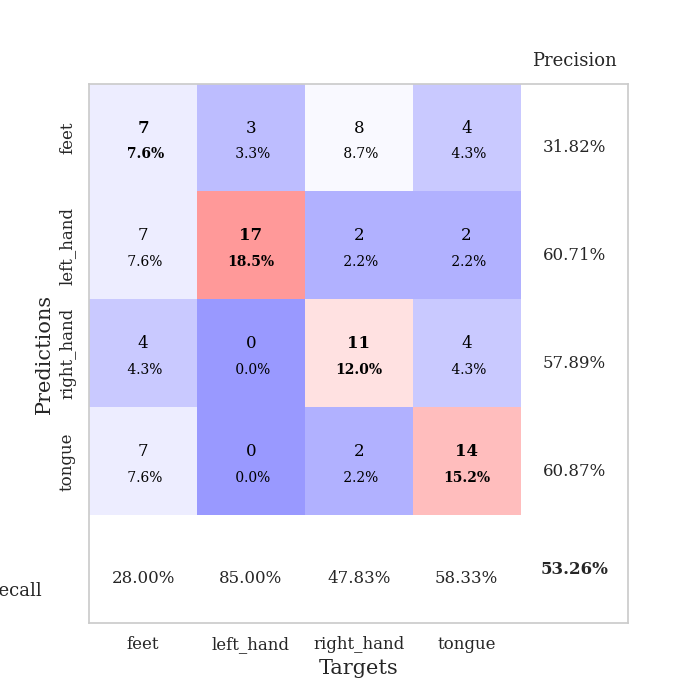 Precision
feet
7 3 8 4
7.6% 3.3% 8.7% 4.3%
31.82%
left_hand
7 17 2 2
7.6% 18.5% 2.2% 2.2%
60.71%
Predictions
right_hand
4 0 11 4
4.3% 0.0% 12.0% 4.3%
57.89%
tongue
7 0 2 14
7.6% 0.0% 2.2% 15.2%
60.87%
ecall
28.00% 85.00% 47.83% 58.33%
53.26%
feet left_hand right_hand tongue
Targets